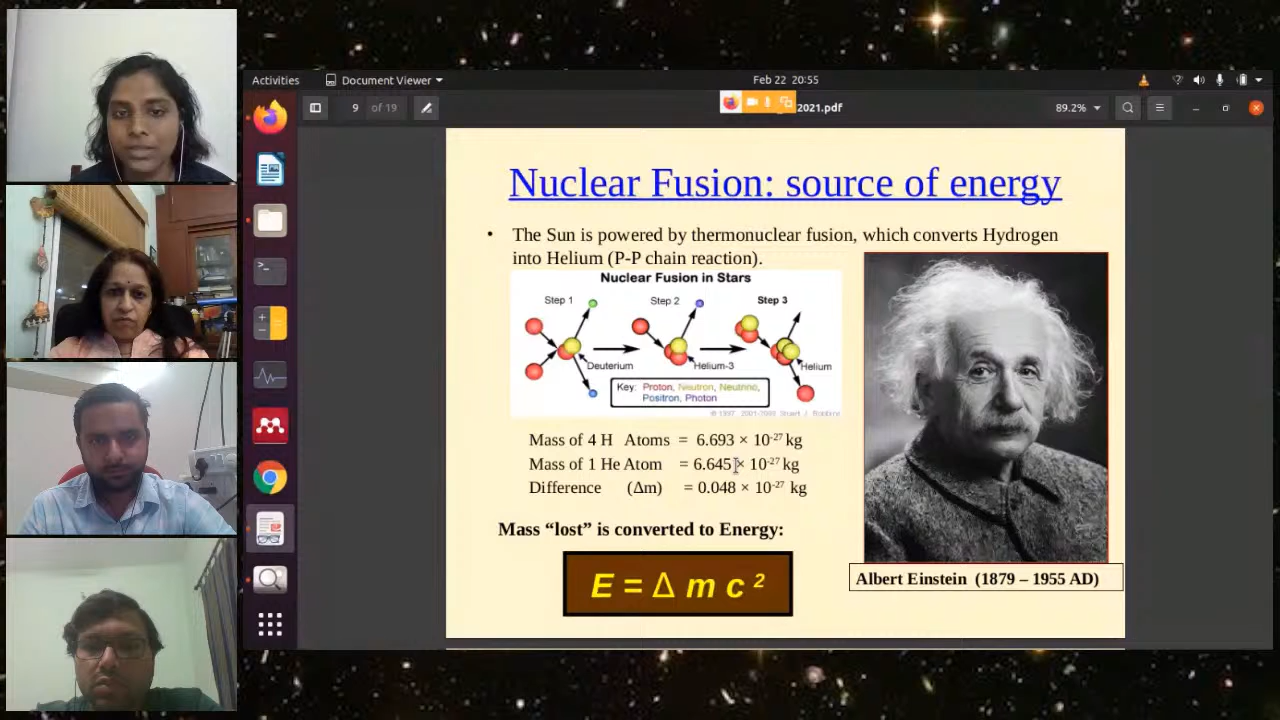 Activities
Document Viewer
Feb 22 20:55
9 of 19
2021.pdf
89.2%
Nuclear Fusion: source of energy
• The Sun is powered by thermonuclear fusion, which converts Hydrogen
into Helium (P-P chain reaction).
Nuclear Fusion in Stars
Step 1 Step 2 Step 3
Deuterium Helium-3 Helium
Key: Proton, Neutron, Neutrino,
Positron, Photon
Mass of 4 H Atoms = 6.693 × 10⁻²⁷ kg
Mass of 1 He Atom = 6.645 × 10⁻²⁷ kg
Difference (Δm) = 0.048 × 10⁻²⁷ kg
Mass “lost” is converted to Energy:
E = Δ m c ²
Albert Einstein (1879 – 1955 AD)